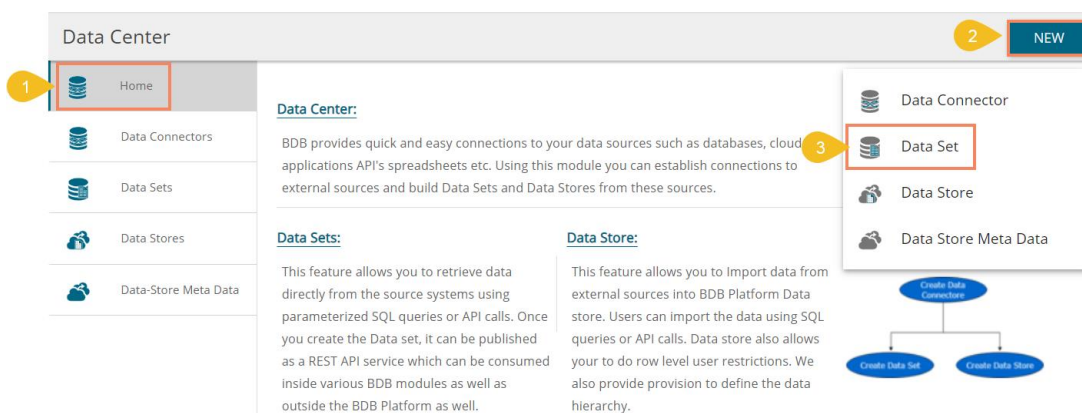 Data Center
2
NEW
1
Home
Data Connectors
Data Sets
Data Stores
Data-Store Meta Data
Data Center:
BDB provides quick and easy connections to your data sources such as databases, cloud
applications API's spreadsheets etc. Using this module you can establish connections to
external sources and build Data Sets and Data Stores from these sources.
Data Sets:
This feature allows you to retrieve data
directly from the source systems using
parameterized SQL queries or API calls. Once
you create the Data set, it can be published
as a REST API service which can be consumed
inside various BDB modules as well as
outside the BDB Platform as well.
Data Store:
This feature allows you to Import data from
external sources into BDB Platform Data
store. Users can import the data using SQL
queries or API calls. Data store also allows
your to do row level user restrictions. We
also provide provision to define the data
hierarchy.
Data Connector
3
Data Set
Data Store
Data Store Meta Data
Create Data
Connectore
Create Data Set
Create Data Store